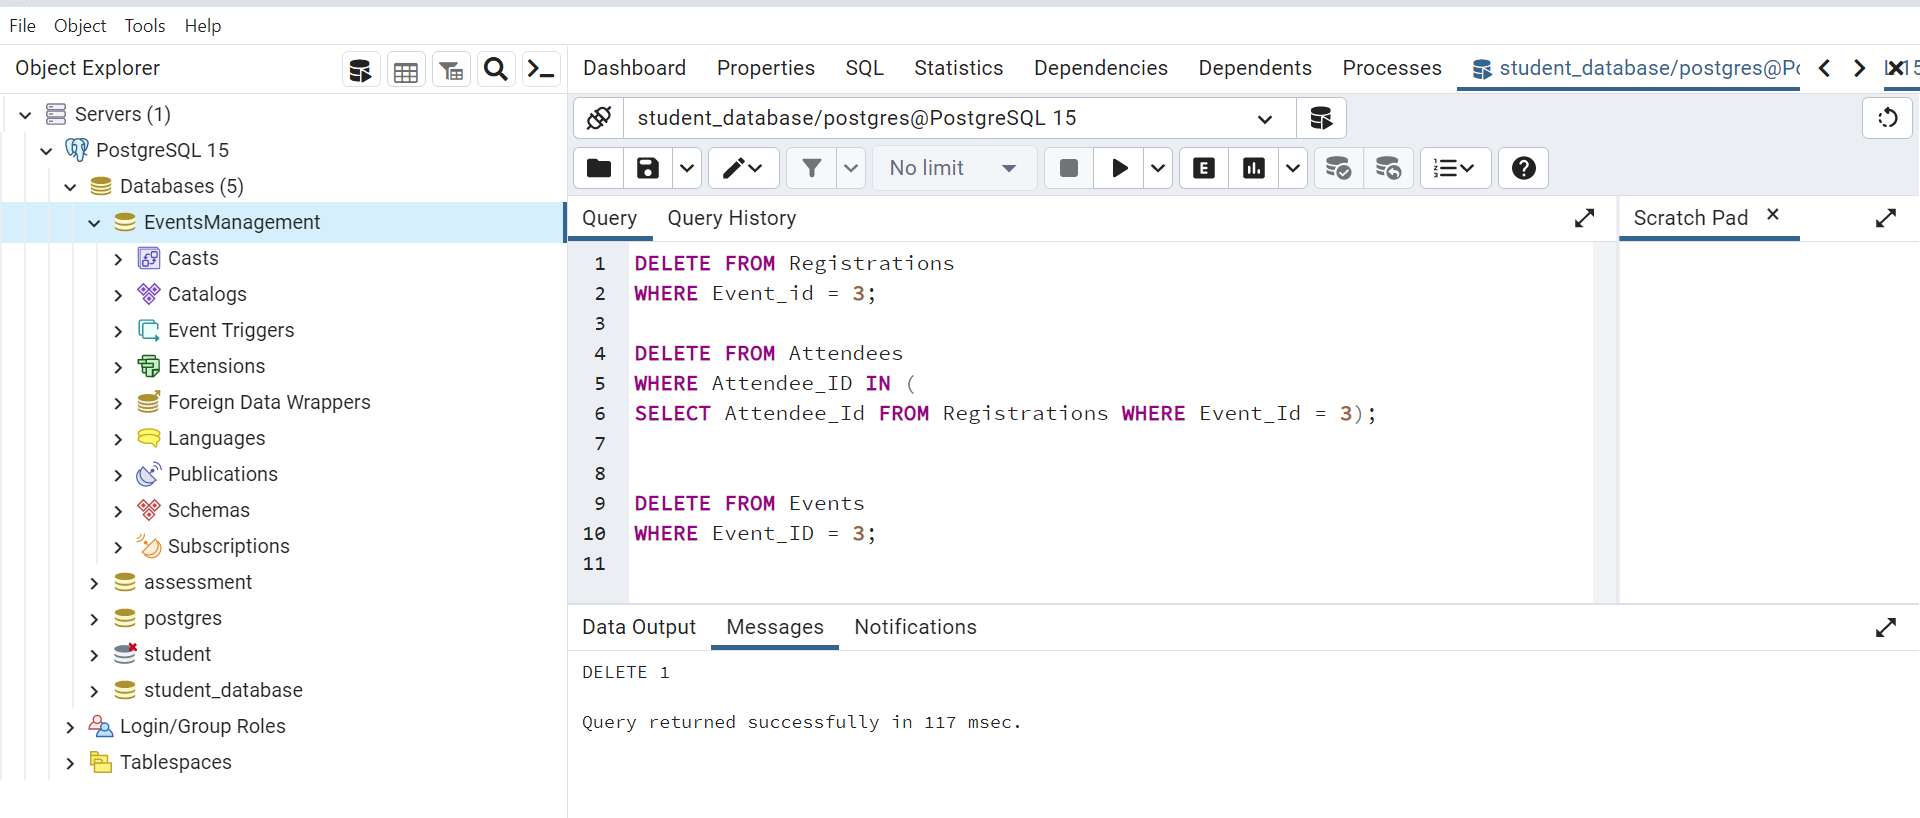 File Object Tools Help
Object Explorer
Dashboard Properties SQL Statistics Dependencies Dependents Processes student_database/postgres@P
Servers (1)
student_database/postgres@PostgreSQL 15
PostgreSQL 15
Databases (5)
No limit
EventsManagement
Query Query History
Scratch Pad
Casts
Catalogs
Event Triggers
Extensions
Foreign Data Wrappers
Languages
Publications
Schemas
Subscriptions
assessment
postgres
student
student_database
Login/Group Roles
Tablespaces
1 DELETE FROM Registrations
2 WHERE Event_id = 3;
3
4 DELETE FROM Attendees
5 WHERE Attendee_ID IN (
6 SELECT Attendee_Id FROM Registrations WHERE Event_Id = 3);
7
8
9 DELETE FROM Events
10 WHERE Event_ID = 3;
11
Data Output Messages Notifications
DELETE 1
Query returned successfully in 117 msec.